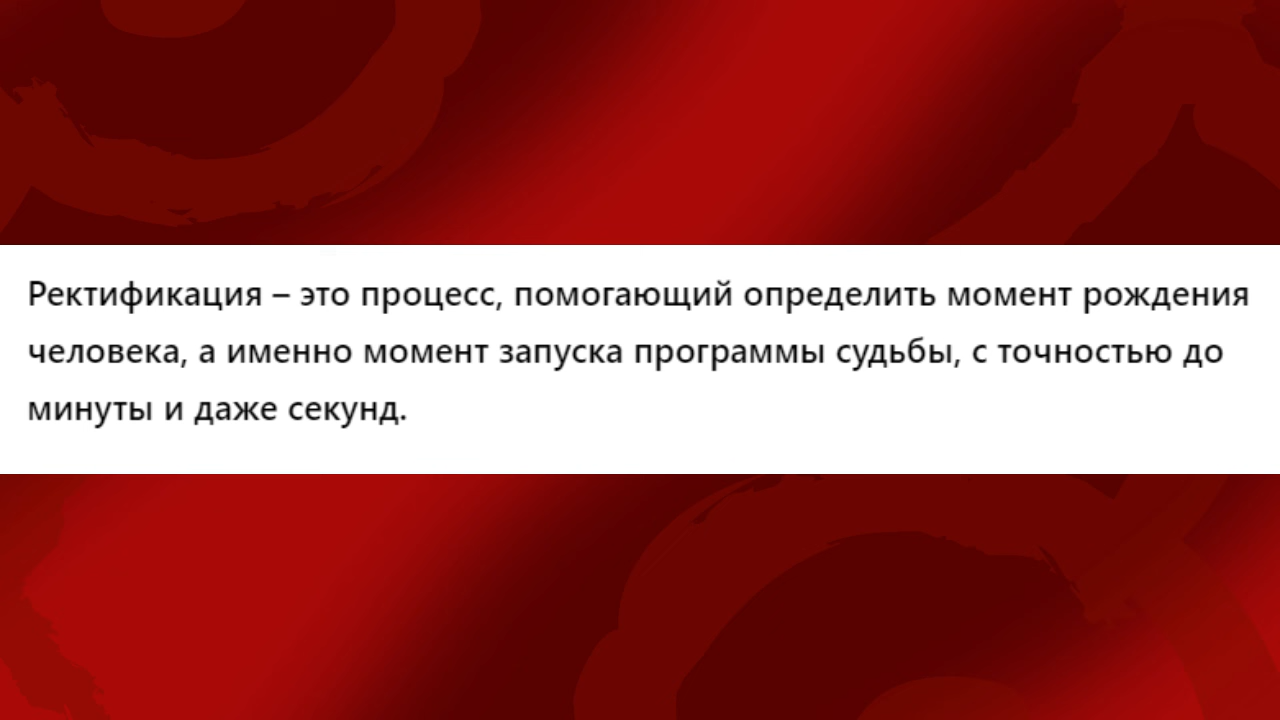 Ректификация – это процесс, помогающий определить момент рождения
человека, а именно момент запуска программы судьбы, с точностью до
минуты и даже секунд.